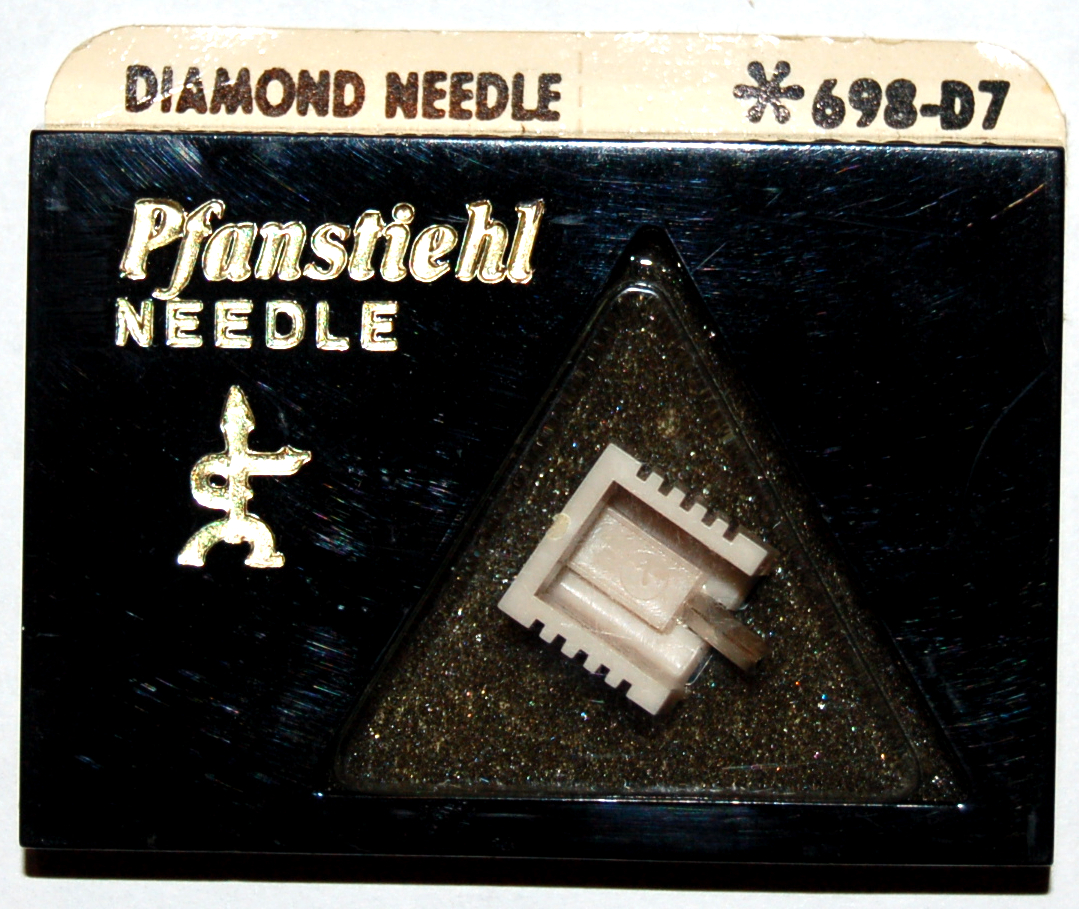 DIAMOND NEEDLE *698-D7
Pfanstiehl
NEEDLE